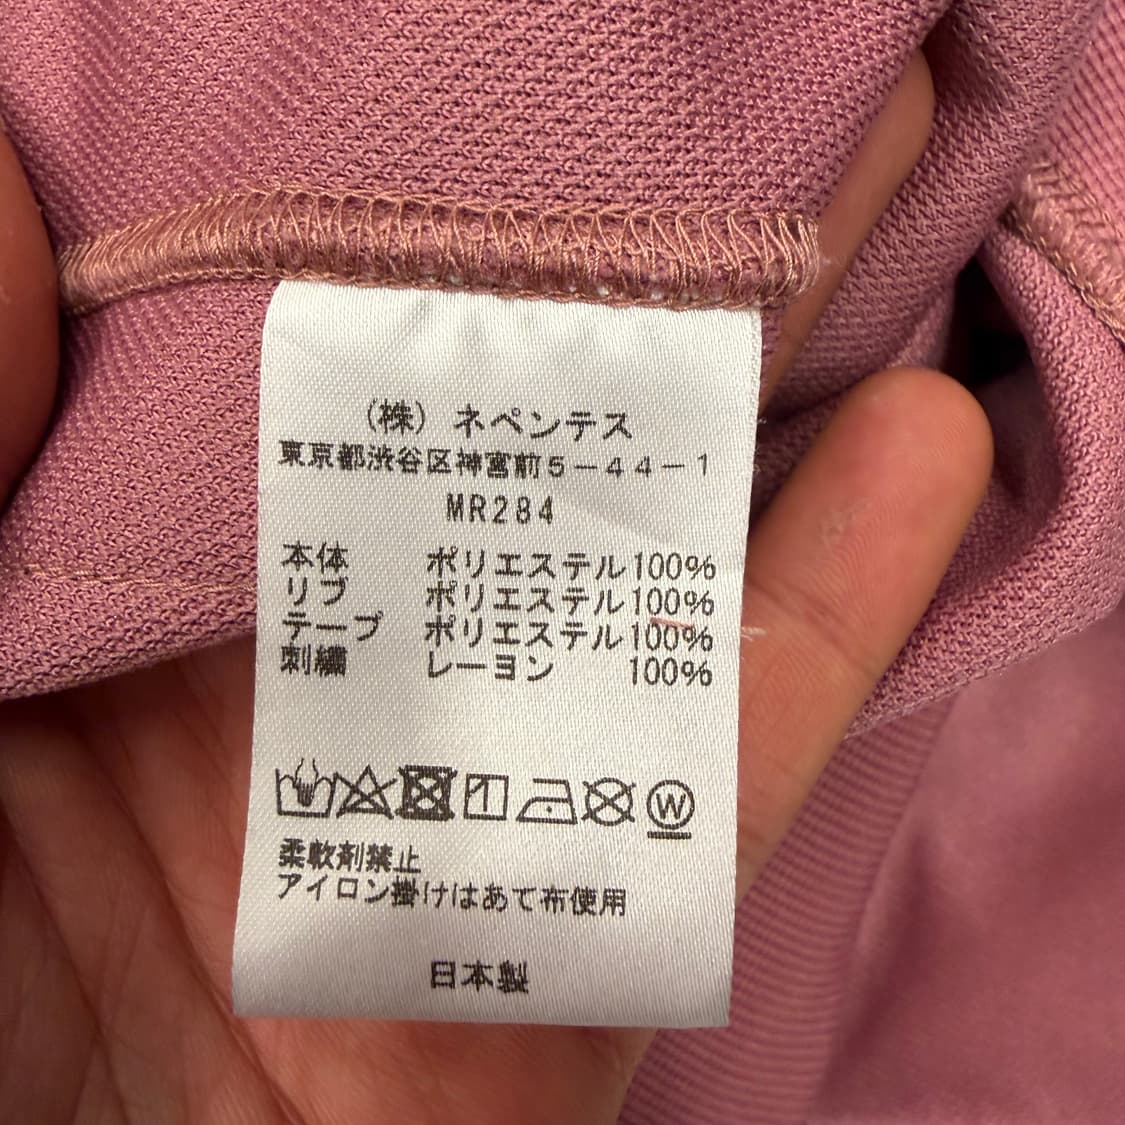 (株) ネペンテス
東京都渋谷区神宮前5-44-1
MR284
本体 ポリエステル100%
リブ ポリエステル100%
テープ ポリエステル100%
刺繍 レーヨン 100%
W
柔軟剤禁止
アイロン掛けはあて布使用
日本製